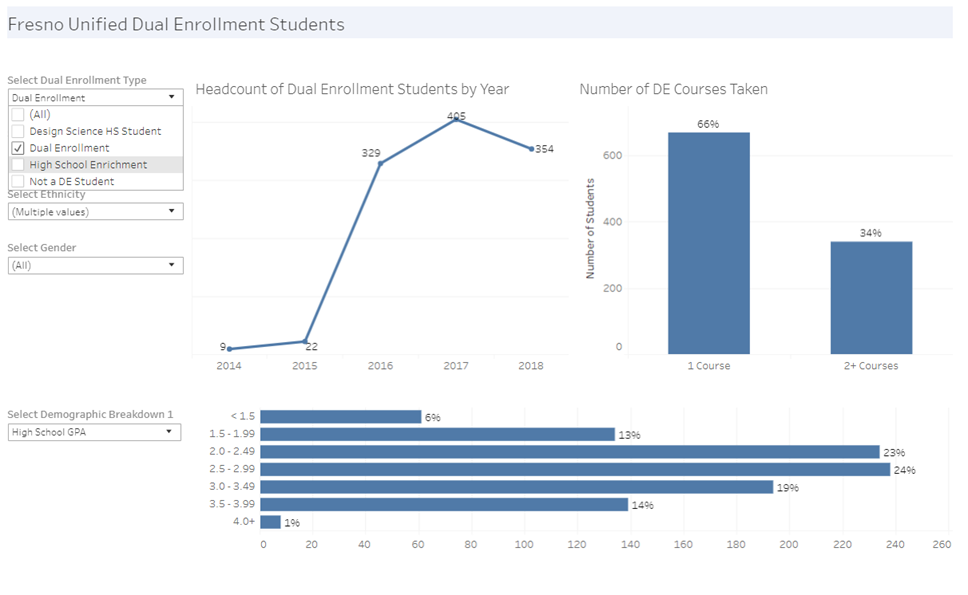 Fresno Unified Dual Enrollment Students
Select Dual Enrollment Type
Dual Enrollment
(All)
Design Science HS Student
Dual Enrollment
High School Enrichment
Not a DE Student
Select Ethnicity
(Multiple values)
Select Gender
(All)
Headcount of Dual Enrollment Students by Year
9
22
329
405
354
2014 2015 2016 2017 2018
Number of DE Courses Taken
Number of Students
600
400
200
0
66%
34%
1 Course 2+ Courses
Select Demographic Breakdown 1
High School GPA
< 1.5 6%
1.5 - 1.99 13%
2.0 - 2.49 23%
2.5 - 2.99 24%
3.0 - 3.49 19%
3.5 - 3.99 14%
4.0+ 1%
0 20 40 60 80 100 120 140 160 180 200 220 240 260